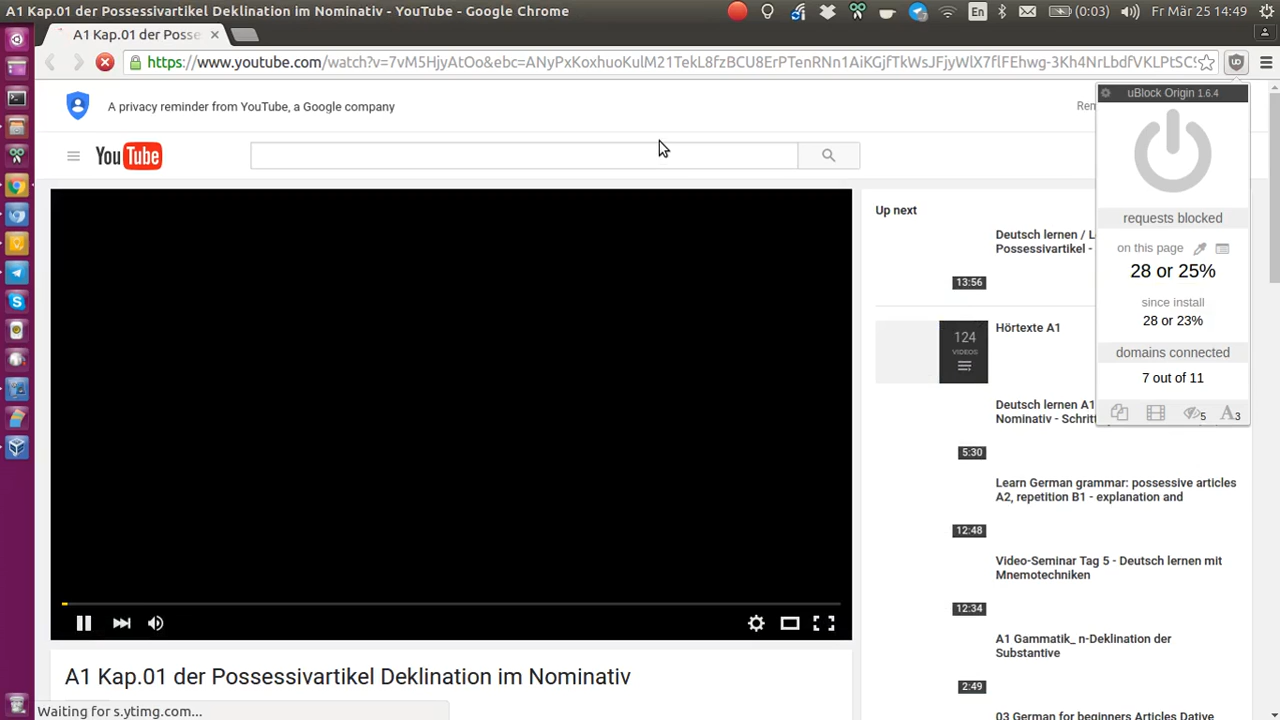 A1 Kap.01 der Possessivartikel Deklination im Nominativ - YouTube - Google Chrome
En
(0:03)
Fr Mär 25 14:49
A1 Kap.01 der Posse
https://www.youtube.com/watch?v=7vM5HjyAtOo&ebc=
A privacy reminder from YouTube, a Google company
Rem
YouTube
Up next
Deutsch lernen / L
Possessivartikel -
13:56
Hörtexte A1
124
VIDEOS
Deutsch lernen A1
Nominativ - Schritt
5:30
Learn German grammar: possessive articles
A2, repetition B1 - explanation and
12:48
Video-Seminar Tag 5 - Deutsch lernen mit
Mnemotechniken
12:34
A1 Gammatik_ n-Deklination der
Substantive
2:49
03 German for beginners Articles Dative
uBlock Origin 1.6.4
requests blocked
on this page
28 or 25%
since install
28 or 23%
domains connected
7 out of 11
5
A3
A1 Kap.01 der Possessivartikel Deklination im Nominativ
Waiting for s.ytimg.com...